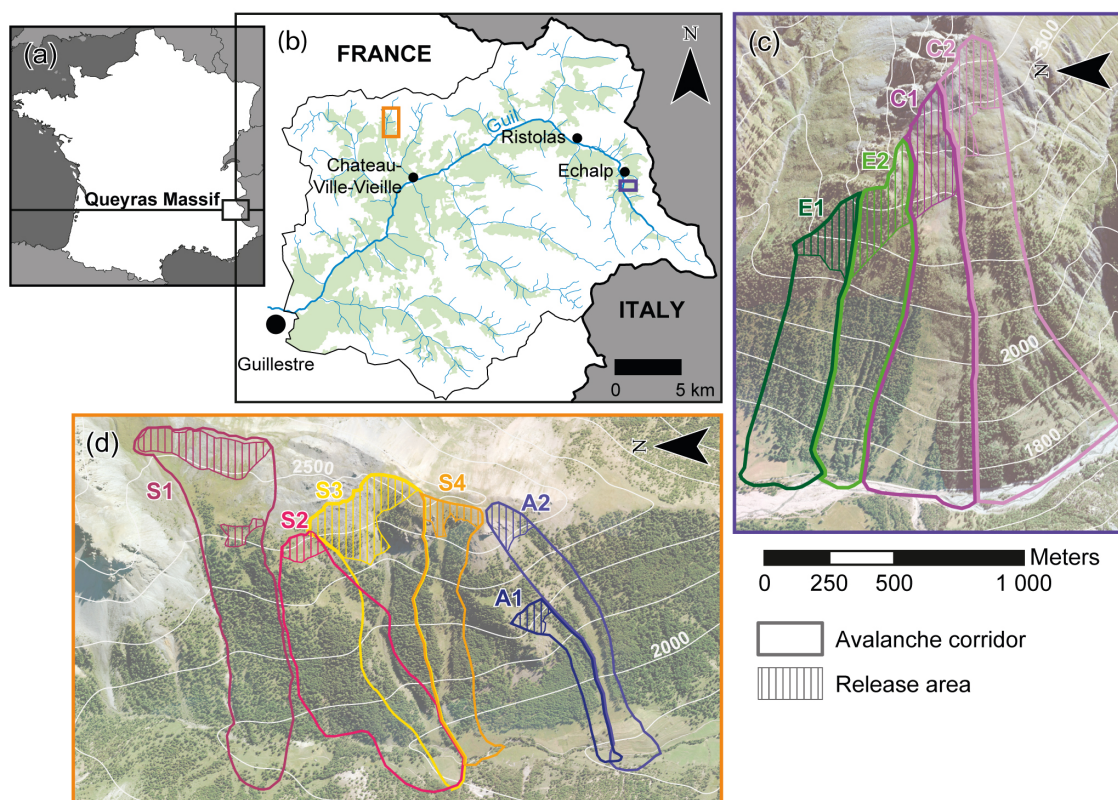 (a)
Queyras Massif
(b)
FRANCE
N
Guil
Ristolas
Chateau-
Ville-Vieille
Echalp
ITALY
Guillestre
0 5 km
(c)
C2
2500
N
C1
E2
E1
2000
1800
(d)
N
2500
S1
S3
S4
A2
S2
A1
2000
Meters
0 250 500 1 000
Avalanche corridor
Release area